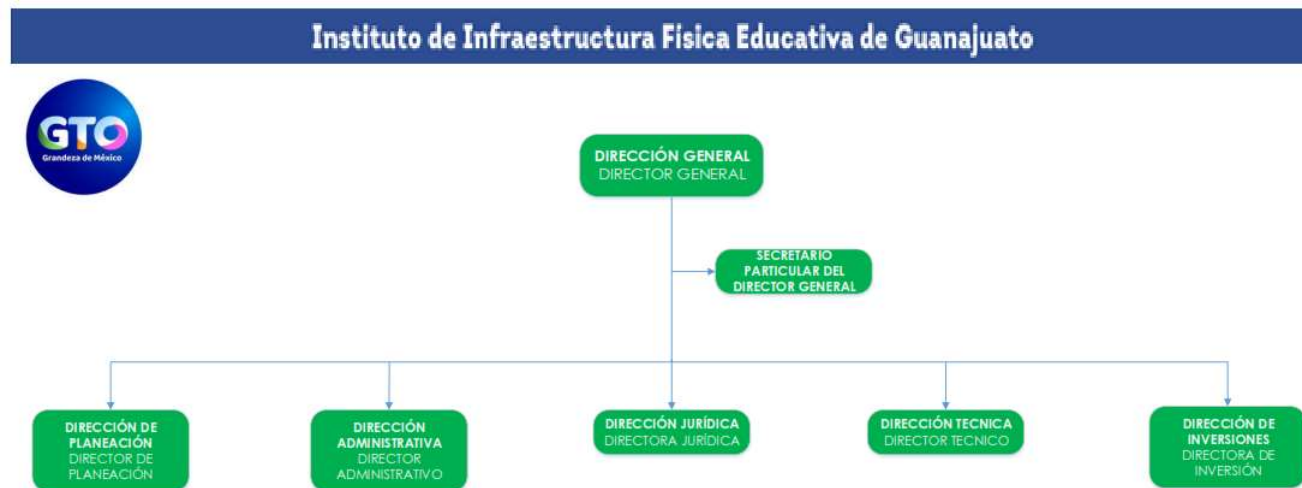 Instituto de Infraestructura Física Educativa de Guanajuato
GTO
Grandeza de México
DIRECCIÓN GENERAL
DIRECTOR GENERAL
SECRETARIO
PARTICULAR DEL
DIRECTOR GENERAL
DIRECCIÓN DE
PLANEACIÓN
DIRECTOR DE
PLANEACIÓN
DIRECCIÓN
ADMINISTRATIVA
DIRECTOR
ADMINISTRATIVO
DIRECCIÓN JURÍDICA
DIRECTORA JURÍDICA
DIRECCIÓN TECNICA
DIRECTOR TECNICO
DIRECCIÓN DE
INVERSIONES
DIRECTORA DE
INVERSIÓN